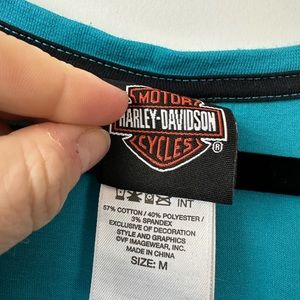 MOTOR
HARLEY-DAVIDSON
CYCLES
®
INT
57% COTTON / 40% POLYESTER /
3% SPANDEX
EXCLUSIVE OF DECORATION
STYLE AND GRAPHICS
©VF IMAGEWEAR, INC.
MADE IN CHINA
SIZE: M